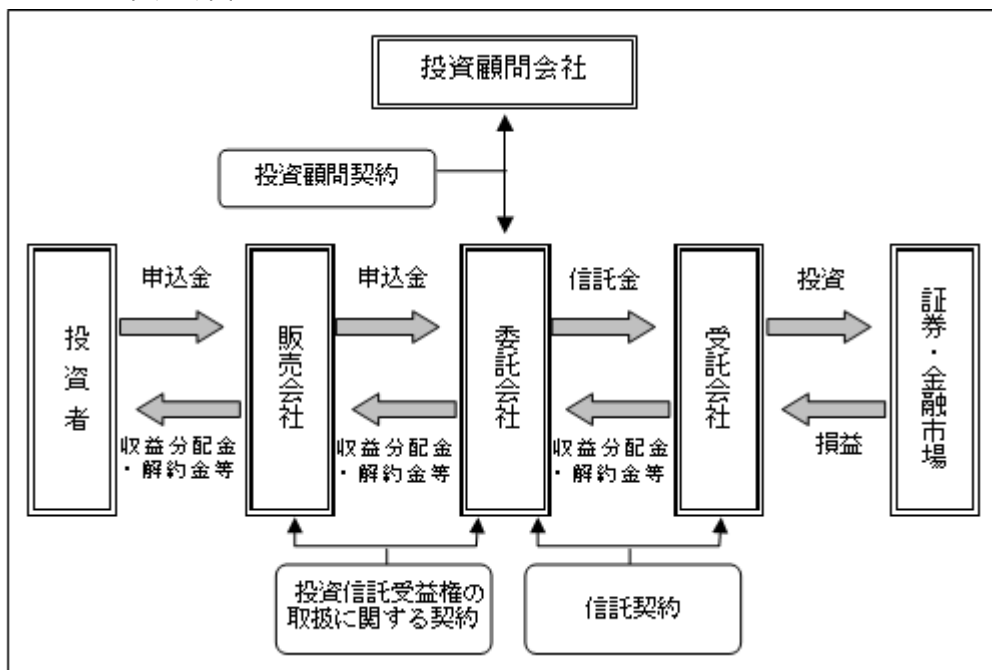 投資顧問会社
投資顧問契約
投資者
申込金
収益分配金
・解約金等
販売会社
申込金
収益分配金
・解約金等
委託会社
信託金
収益分配金
・解約金等
受託会社
投資
損益
証券・金融市場
投資信託受益権の
取扱に関する契約
信託契約